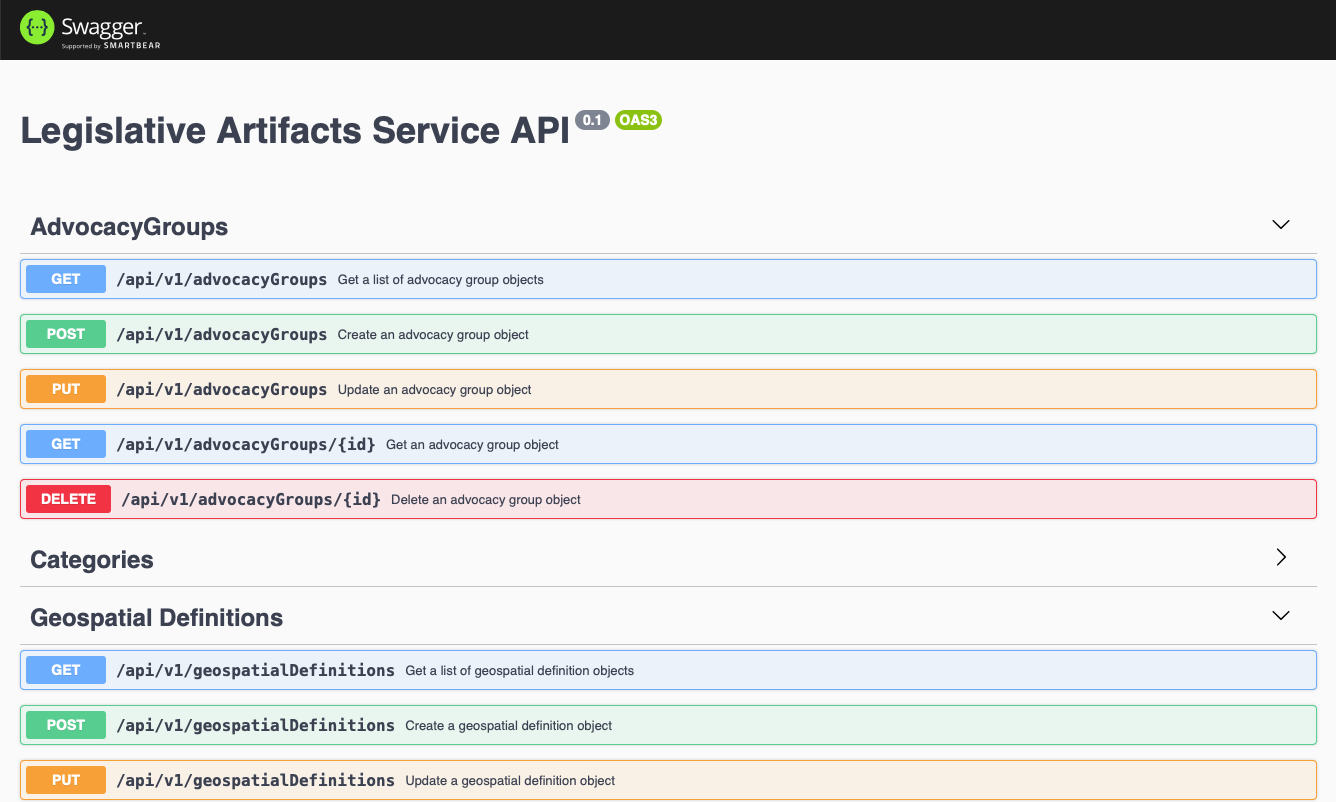 {···} Swagger™
Supported by SMARTBEAR
Legislative Artifacts Service API 0.1 OAS3
AdvocacyGroups
GET /api/v1/advocacyGroups Get a list of advocacy group objects
POST /api/v1/advocacyGroups Create an advocacy group object
PUT /api/v1/advocacyGroups Update an advocacy group object
GET /api/v1/advocacyGroups/{id} Get an advocacy group object
DELETE /api/v1/advocacyGroups/{id} Delete an advocacy group object
Categories
Geospatial Definitions
GET /api/v1/geospatialDefinitions Get a list of geospatial definition objects
POST /api/v1/geospatialDefinitions Create a geospatial definition object
PUT /api/v1/geospatialDefinitions Update a geospatial definition object